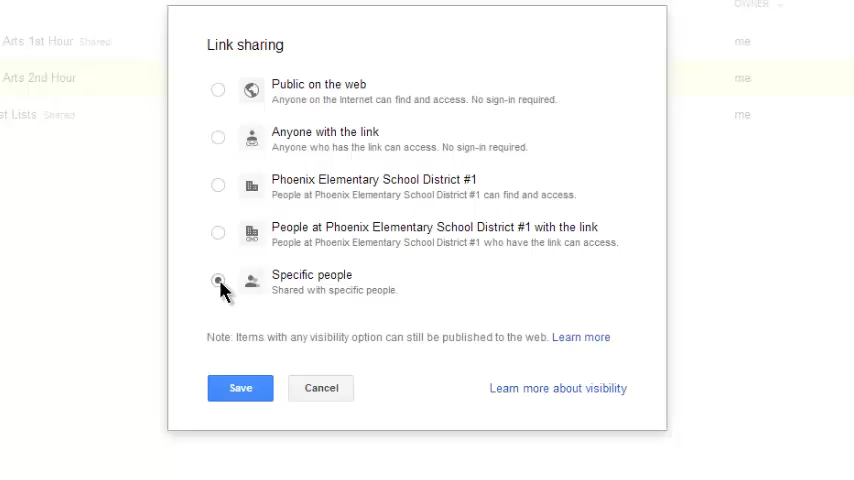 OWNER
Arts 1st Hour Shared
me
Arts 2nd Hour
me
st Lists Shared
me
Link sharing
Public on the web
Anyone on the Internet can find and access. No sign-in required.
Anyone with the link
Anyone who has the link can access. No sign-in required.
Phoenix Elementary School District #1
People at Phoenix Elementary School District #1 can find and access.
People at Phoenix Elementary School District #1 with the link
People at Phoenix Elementary School District #1 who have the link can access.
Specific people
Shared with specific people.
Note: Items with any visibility option can still be published to the web. Learn more
Save
Cancel
Learn more about visibility